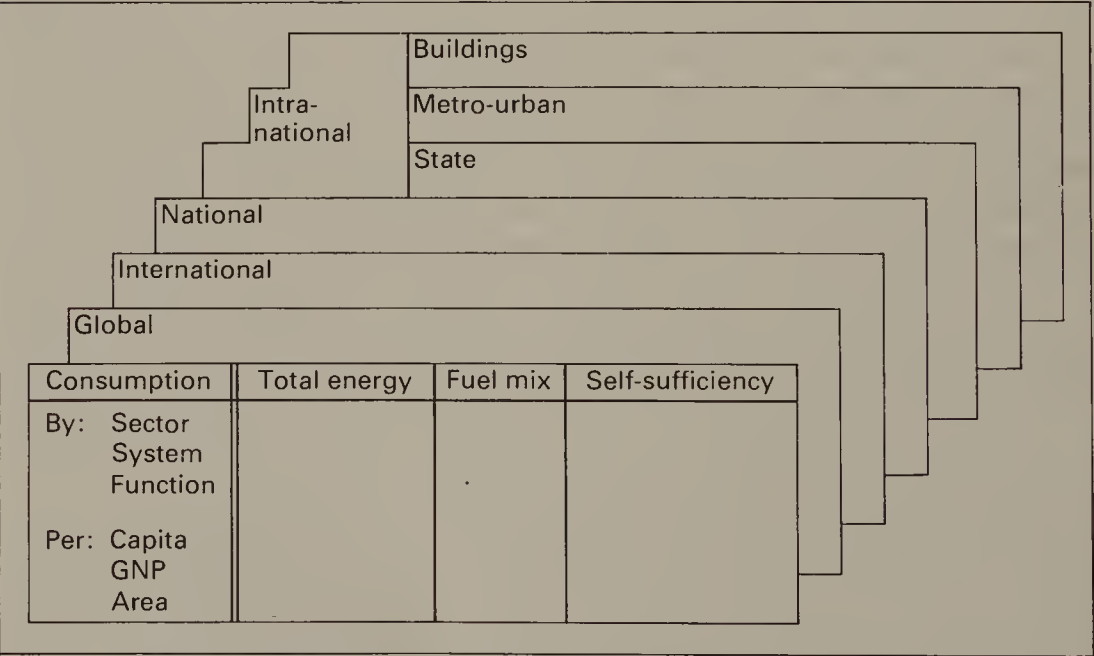 Buildings
Intra-
national
Metro-urban
State
National
International
Global
Consumption Total energy Fuel mix Self-sufficiency
By: Sector
System
Function
Per: Capita
GNP
Area